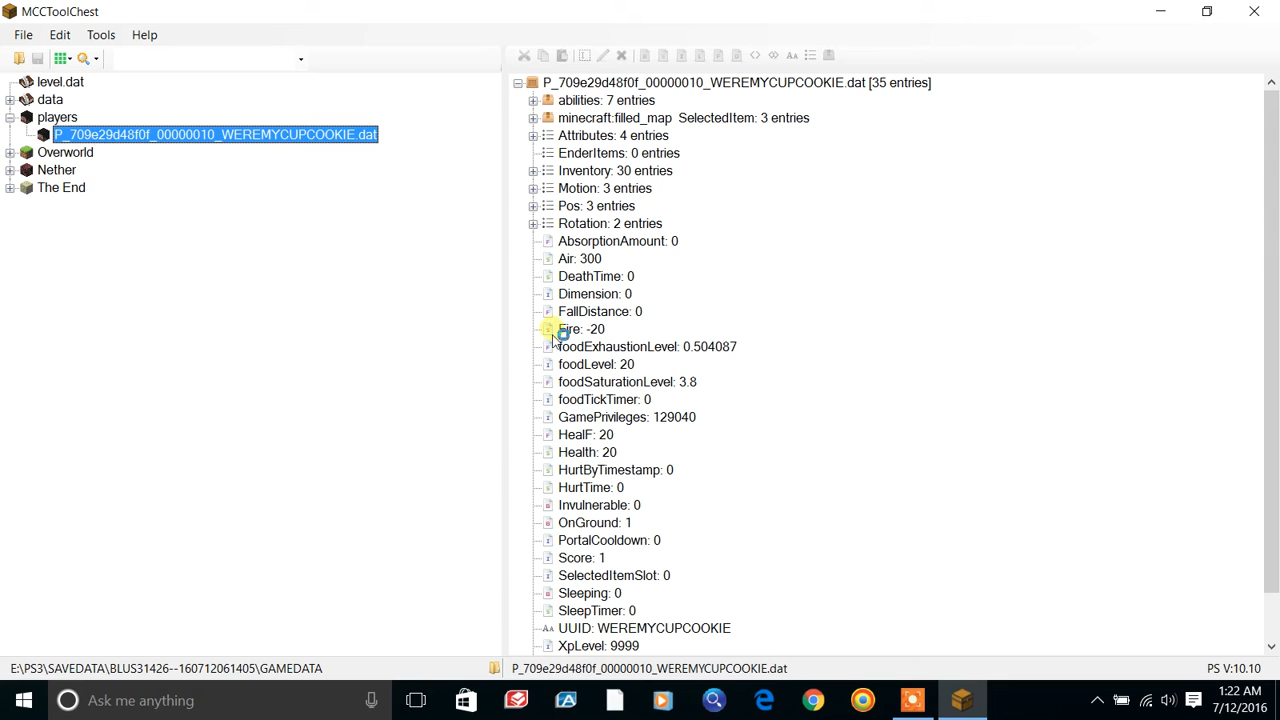 MCCToolChest
File Edit Tools Help
level.dat
data
players
P_709e29d48f0f_00000010_WEREMYCUPCOOKIE.dat
Overworld
Nether
The End
P_709e29d48f0f_00000010_WEREMYCUPCOOKIE.dat [35 entries]
abilities: 7 entries
minecraft:filled_map SelectedItem: 3 entries
Attributes: 4 entries
EnderItems: 0 entries
Inventory: 30 entries
Motion: 3 entries
Pos: 3 entries
Rotation: 2 entries
AbsorptionAmount: 0
Air: 300
DeathTime: 0
Dimension: 0
FallDistance: 0
Fire: -20
foodExhaustionLevel: 0.504087
foodLevel: 20
foodSaturationLevel: 3.8
foodTickTimer: 0
GamePrivileges: 129040
HealF: 20
Health: 20
HurtByTimestamp: 0
HurtTime: 0
Invulnerable: 0
OnGround: 1
PortalCooldown: 0
Score: 1
SelectedItemSlot: 0
Sleeping: 0
SleepTimer: 0
UUID: WEREMYCUPCOOKIE
XpLevel: 9999
E:\PS3\SAVEDATA\BLUS31426--160712061405\GAMEDATA
P_709e29d48f0f_00000010_WEREMYCUPCOOKIE.dat
PS V:10.10
Ask me anything
1:22 AM
7/12/2016